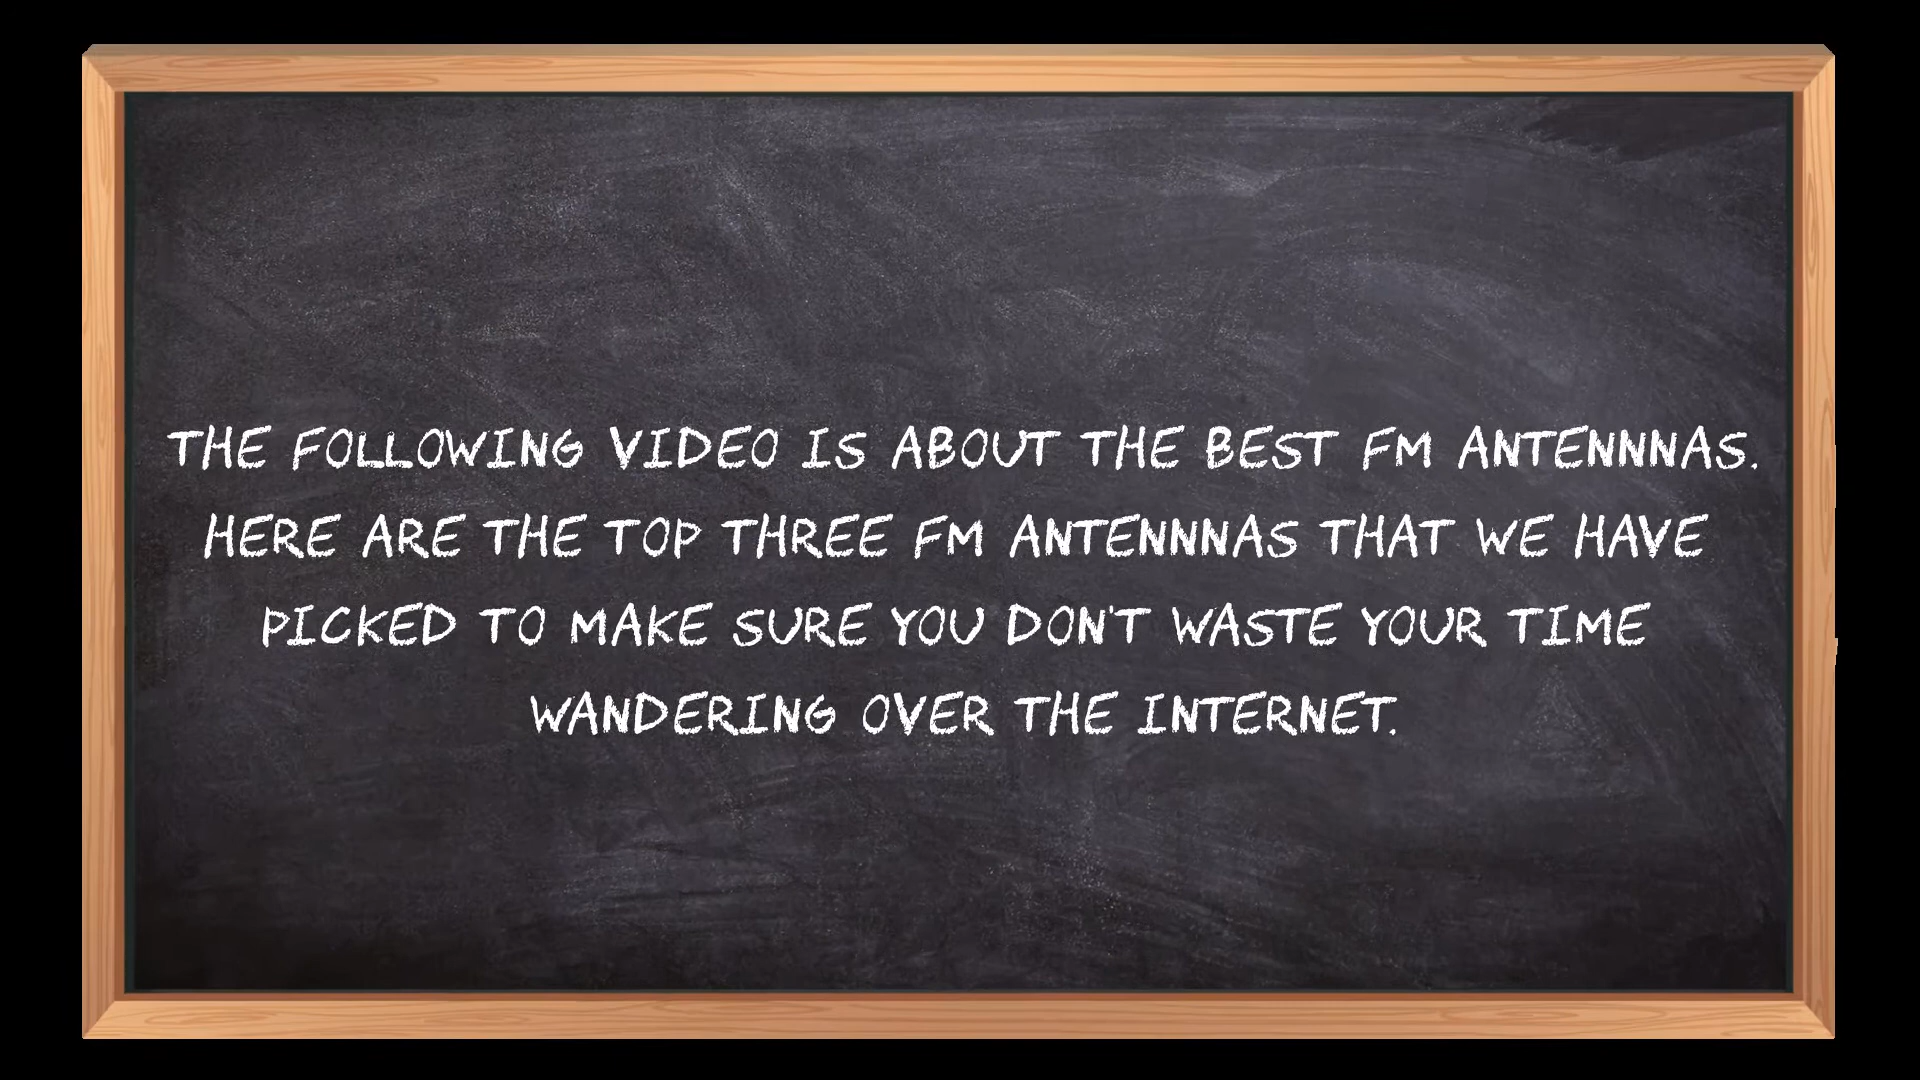 THE FOLLOWING VIDEO IS ABOUT THE BEST FM ANTENNNAS.
HERE ARE THE TOP THREE FM ANTENNNAS THAT WE HAVE
PICKED TO MAKE SURE YOU DON'T WASTE YOUR TIME
WANDERING OVER THE INTERNET.